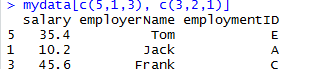 > mydata[c(5,1,3), c(3,2,1)]
salary employerName employmentID
5 35.4 Tom E
1 10.2 Jack A
3 45.6 Frank C